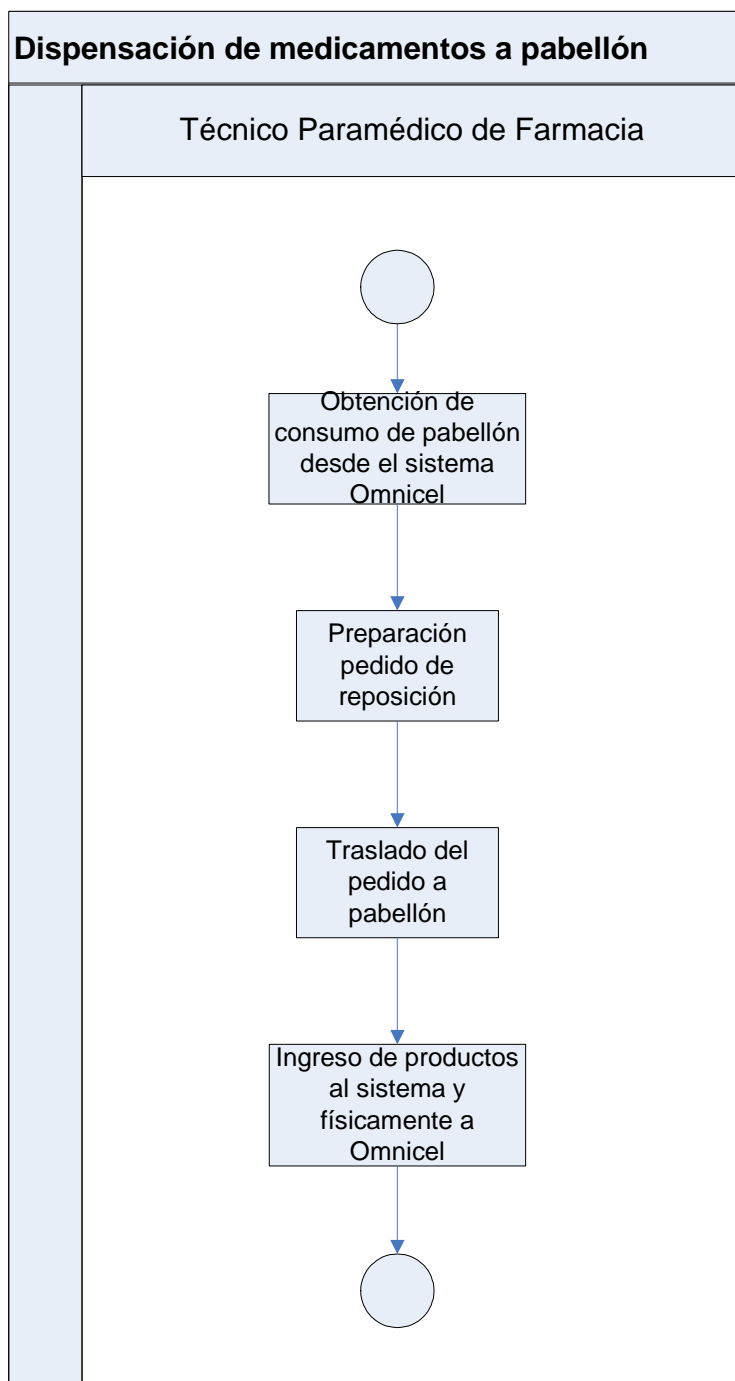 Dispensación de medicamentos a pabellón
Técnico Paramédico de Farmacia
Obtención de
consumo de pabellón
desde el sistema
Omnicel
Preparación
pedido de
reposición
Traslado del
pedido a
pabellón
Ingreso de productos
al sistema y
físicamente a
Omnicel